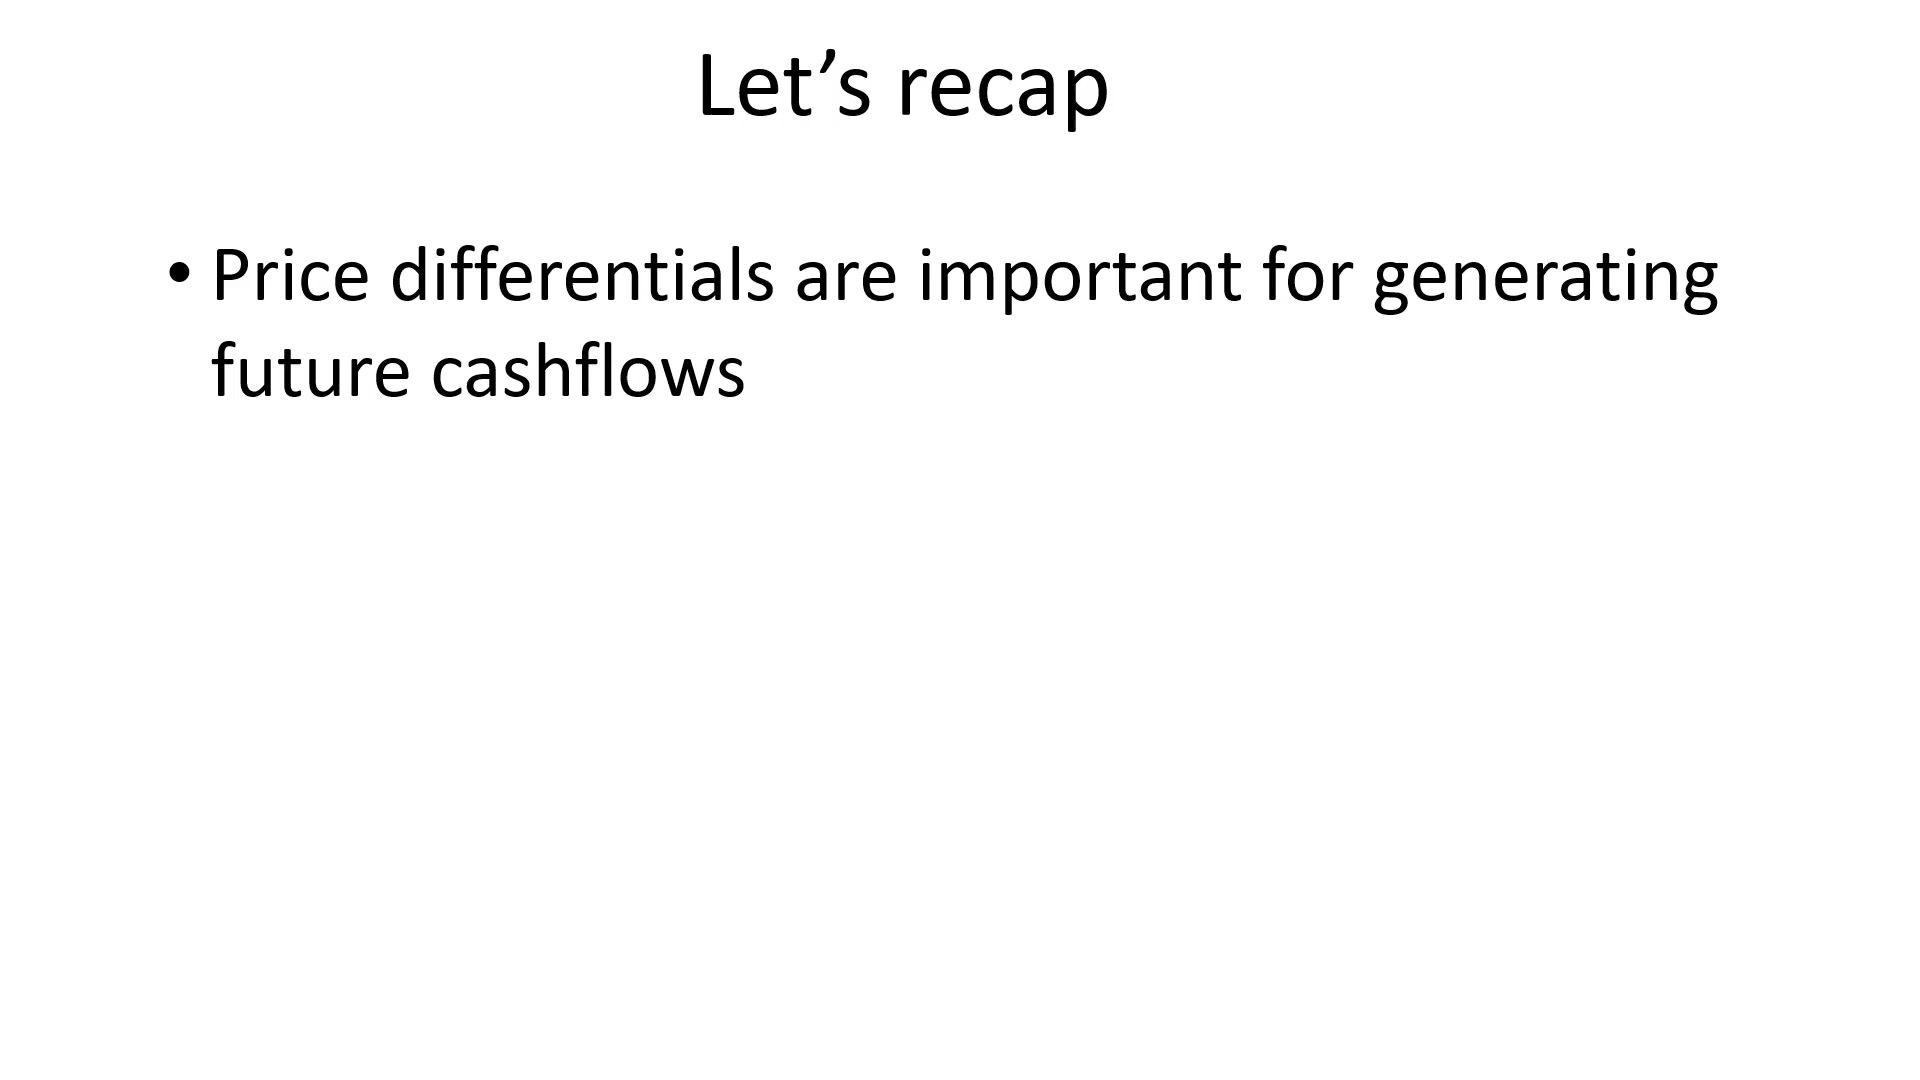 Let’s recap
• Price differentials are important for generating
future cashflows